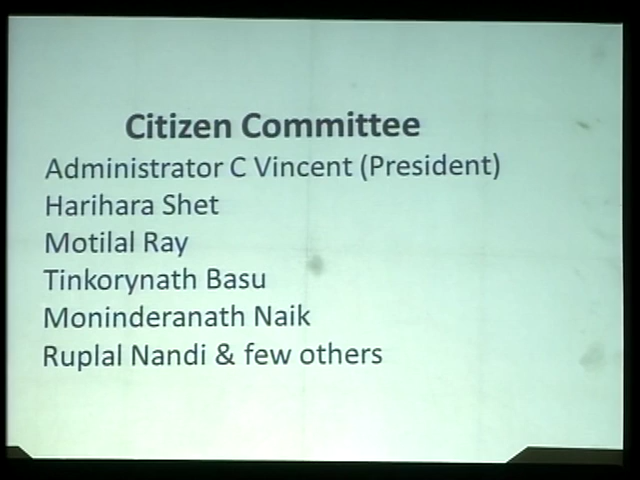 Citizen Committee
Administrator C Vincent (President)
Harihara Shet
Motilal Ray
Tinkorynath Basu
Moninderanath Naik
Ruplal Nandi & few others